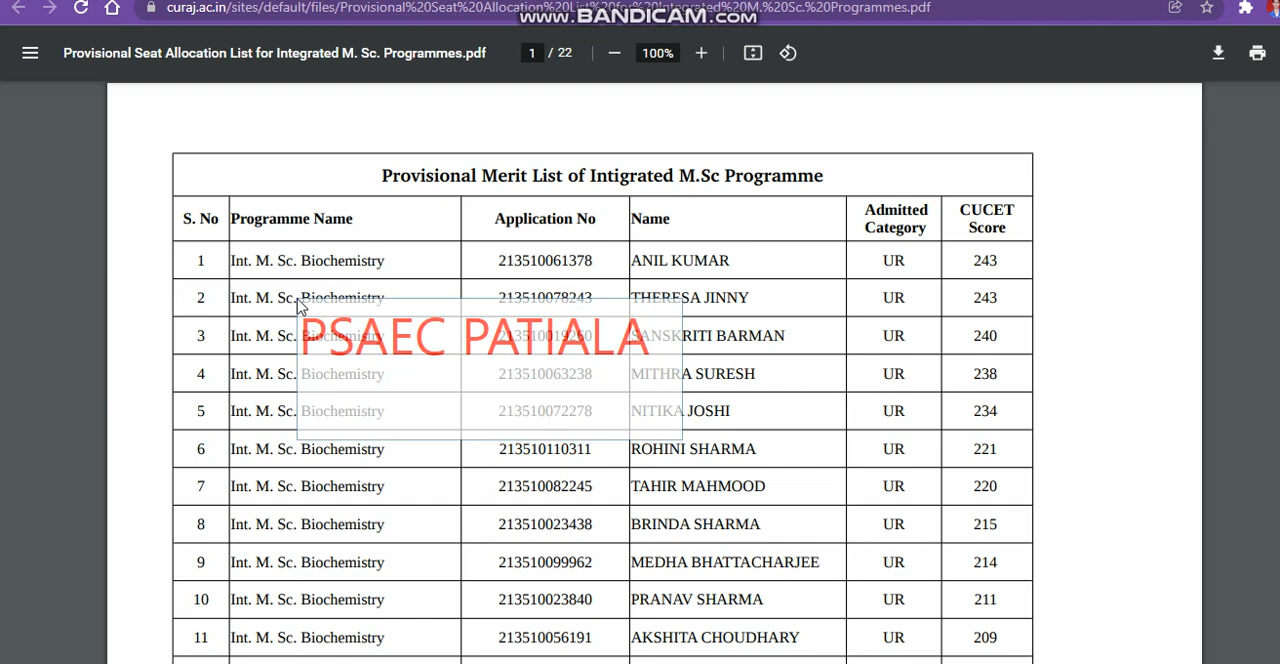 curaj.ac.in/sites/default/files/Provisional%20Seat%20Allocation%20List%20for%20Integrated%20M.%20Sc.%20Programmes.pdf
www.BANDICAM.com
Provisional Seat Allocation List for Integrated M. Sc. Programmes.pdf 1 / 22 100%
Provisional Merit List of Intigrated M.Sc Programme
S. No Programme Name Application No Name Admitted Category CUCET Score
1 Int. M. Sc. Biochemistry 213510061378 ANIL KUMAR UR 243
2 Int. M. Sc. Biochemistry 213510078243 THERESA JINNY UR 243
PSAEC PATIALA
3 Int. M. Sc. Biochemistry 213510019260 SANSKRITI BARMAN UR 240
4 Int. M. Sc. Biochemistry 213510063238 MITHRA SURESH UR 238
5 Int. M. Sc. Biochemistry 213510072278 NITIKA JOSHI UR 234
6 Int. M. Sc. Biochemistry 213510110311 ROHINI SHARMA UR 221
7 Int. M. Sc. Biochemistry 213510082245 TAHIR MAHMOOD UR 220
8 Int. M. Sc. Biochemistry 213510023438 BRINDA SHARMA UR 215
9 Int. M. Sc. Biochemistry 213510099962 MEDHA BHATTACHARJEE UR 214
10 Int. M. Sc. Biochemistry 213510023840 PRANAV SHARMA UR 211
11 Int. M. Sc. Biochemistry 213510056191 AKSHITA CHOUDHARY UR 209